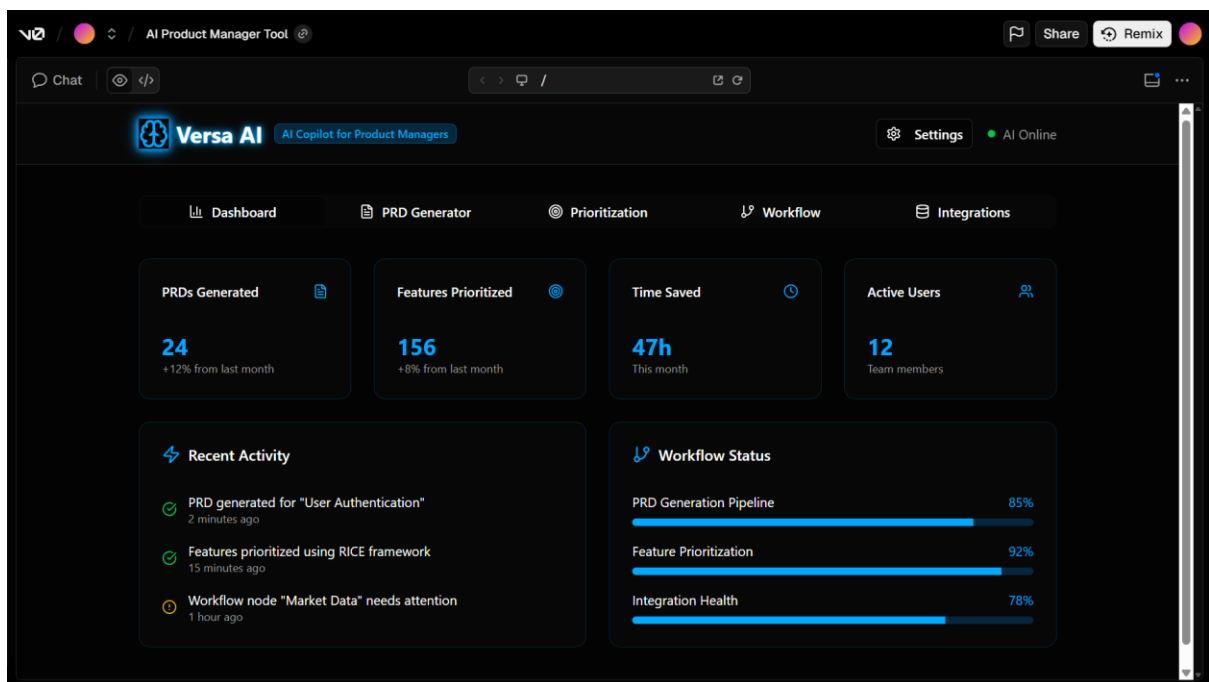 v0 / / AI Product Manager Tool Share Remix
Chat /
Versa AI AI Copilot for Product Managers Settings AI Online
Dashboard PRD Generator Prioritization Workflow Integrations
PRDs Generated Features Prioritized Time Saved Active Users
24 156 47h 12
+12% from last month +8% from last month This month Team members
Recent Activity
PRD generated for "User Authentication"
2 minutes ago
Features prioritized using RICE framework
15 minutes ago
Workflow node "Market Data" needs attention
1 hour ago
Workflow Status
PRD Generation Pipeline 85%
Feature Prioritization 92%
Integration Health 78%